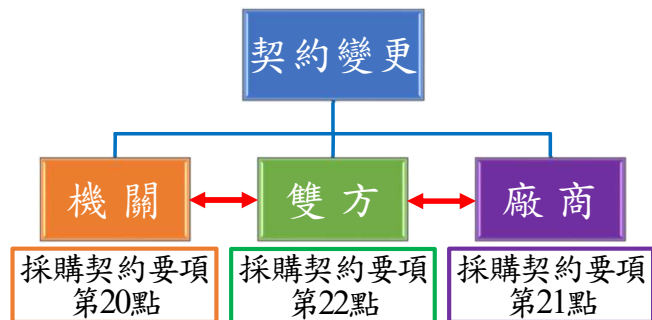 契約變更
機關
雙方
廠商
採購契約要項
第20點
採購契約要項
第22點
採購契約要項
第21點